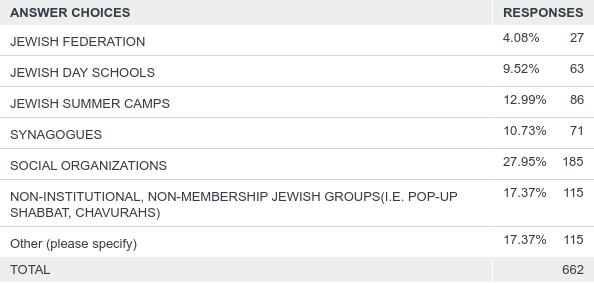 ANSWER CHOICES RESPONSES
JEWISH FEDERATION 4.08% 27
JEWISH DAY SCHOOLS 9.52% 63
JEWISH SUMMER CAMPS 12.99% 86
SYNAGOGUES 10.73% 71
SOCIAL ORGANIZATIONS 27.95% 185
NON-INSTITUTIONAL, NON-MEMBERSHIP JEWISH GROUPS(I.E. POP-UP 17.37% 115
SHABBAT, CHAVURAHS)
Other (please specify) 17.37% 115
TOTAL 662